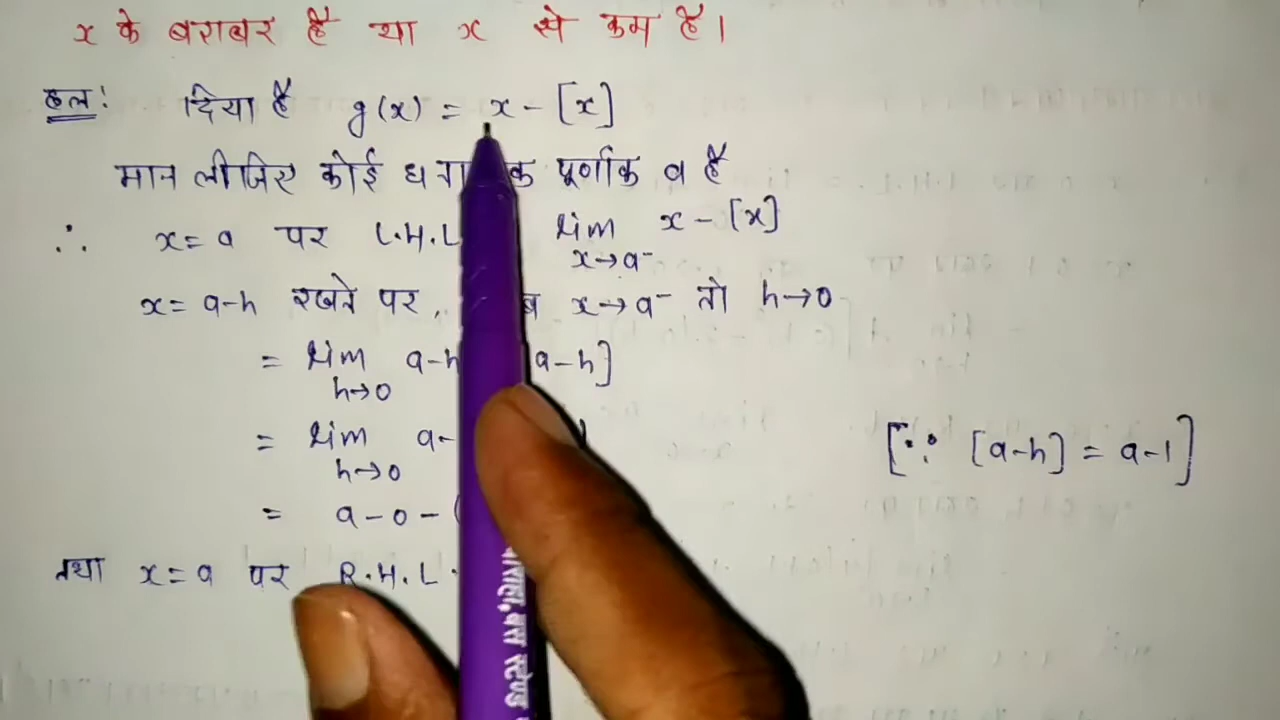 x के बराबर है या x से कम है।
हल: दिया है g(x) = x - [x]
मान लीजिए कोई पूर्णांक a है
∴ x = a पर L.H.L lim x - [x]
x→a⁻
x = a-h रखने पर, x→a⁻ तो h→0
= lim a-h a-h]
h→0
= lim a-
h→0
[∵ [a-h] = a-1]
= a-0-(
तथा x = a पर R.H.L.